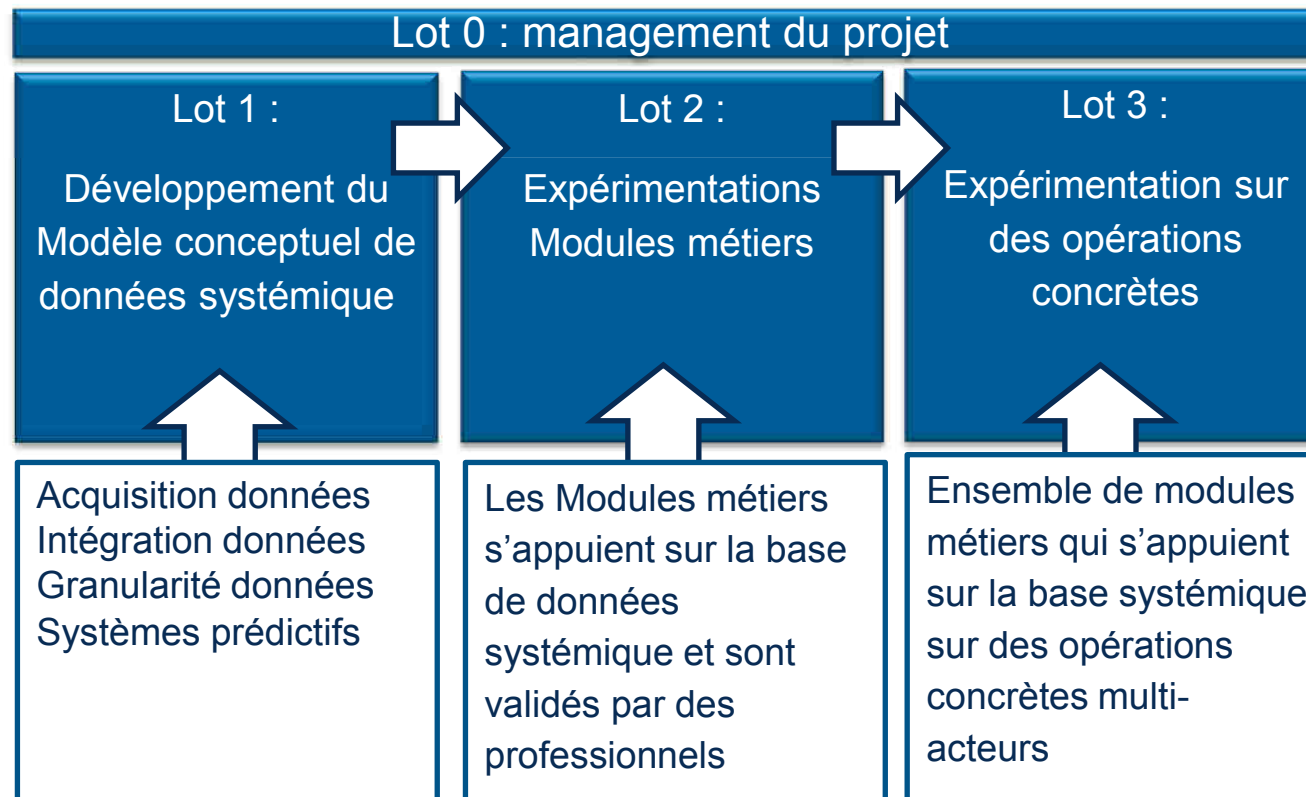 Lot 0 : management du projet
Lot 1 :
Développement du
Modèle conceptuel de
données systémique
Lot 2 :
Expérimentations
Modules métiers
Lot 3 :
Expérimentation sur
des opérations
concrètes
Acquisition données
Intégration données
Granularité données
Systèmes prédictifs
Les Modules métiers
s’appuient sur la base
de données
systémique et sont
validés par des
professionnels
Ensemble de modules
métiers qui s’appuient
sur la base systémique
sur des opérations
concrètes multi-
acteurs